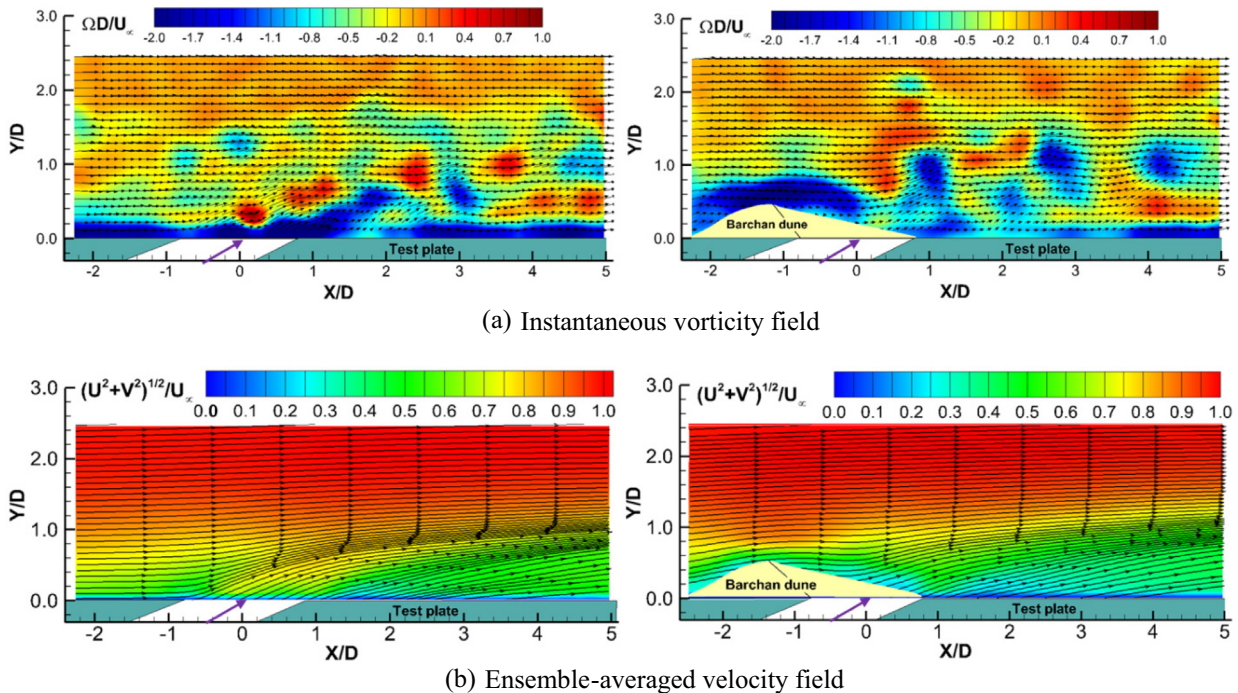 ΩD/U∞
-2.0 -1.7 -1.4 -1.1 -0.8 -0.5 -0.2 0.1 0.4 0.7 1.0
3.0
2.0
1.0
0.0
Y/D
Test plate
-2 -1 0 1 2 3 4 5
X/D
ΩD/U∞
-2.0 -1.7 -1.4 -1.1 -0.8 -0.5 -0.2 0.1 0.4 0.7 1.0
3.0
2.0
1.0
0.0
Y/D
Barchan dune
Test plate
-2 -1 0 1 2 3 4 5
X/D
(a) Instantaneous vorticity field
(U²+V²)^1/2/U∞
0.0 0.1 0.2 0.3 0.4 0.5 0.6 0.7 0.8 0.9 1.0
3.0
2.0
1.0
0.0
Y/D
Test plate
-2 -1 0 1 2 3 4 5
X/D
(U²+V²)^1/2/U∞
0.0 0.1 0.2 0.3 0.4 0.5 0.6 0.7 0.8 0.9 1.0
3.0
2.0
1.0
0.0
Y/D
Barchan dune
Test plate
-2 -1 0 1 2 3 4 5
X/D
(b) Ensemble-averaged velocity field